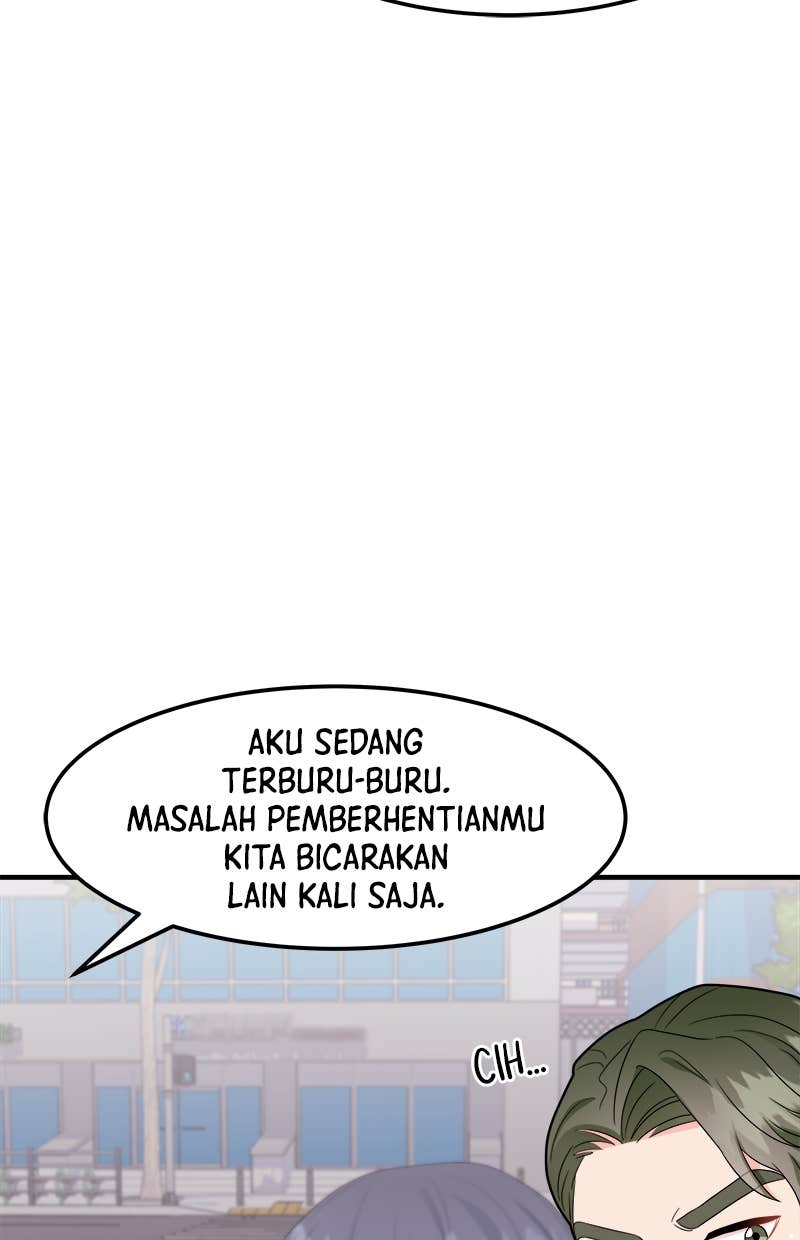 AKU SEDANG
TERBURU-BURU.
MASALAH PEMBERHENTIANMU
KITA BICARAKAN
LAIN KALI SAJA.
CIH...